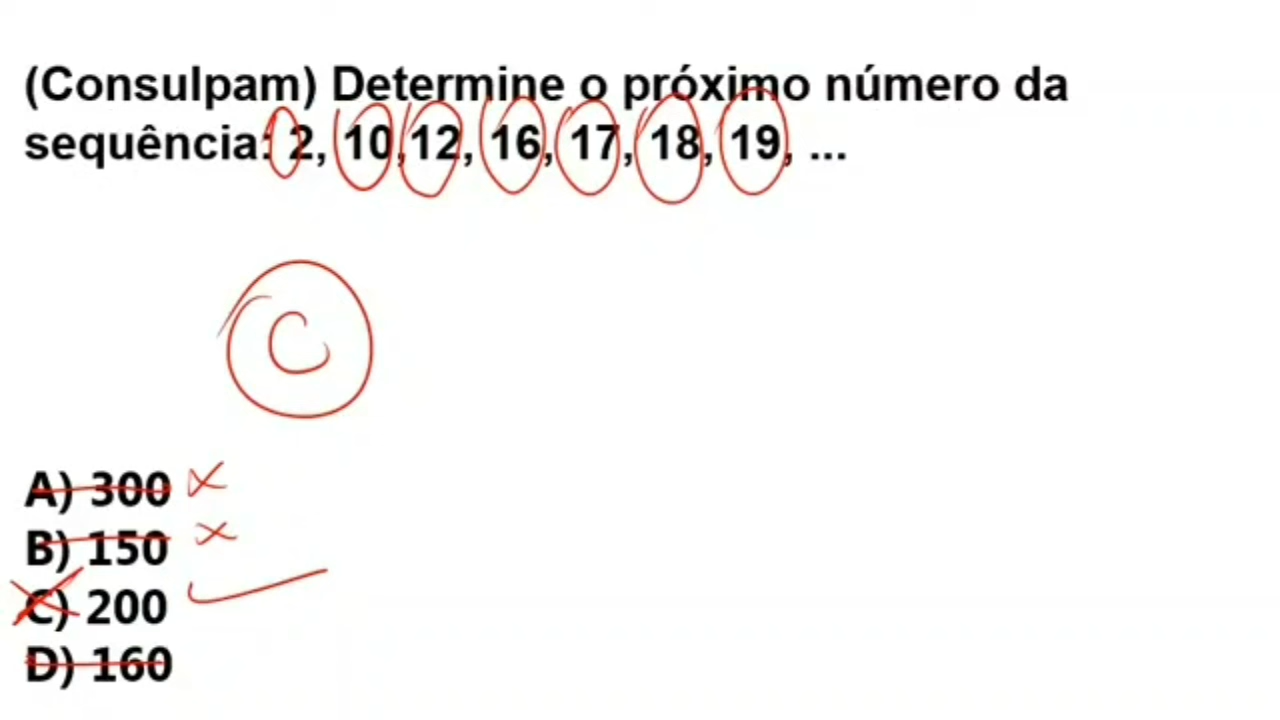 (Consulpam) Determine o próximo número da
sequência: 2, 10, 12, 16, 17, 18, 19, ...
C
A) 300
B) 150
C) 200
D) 160